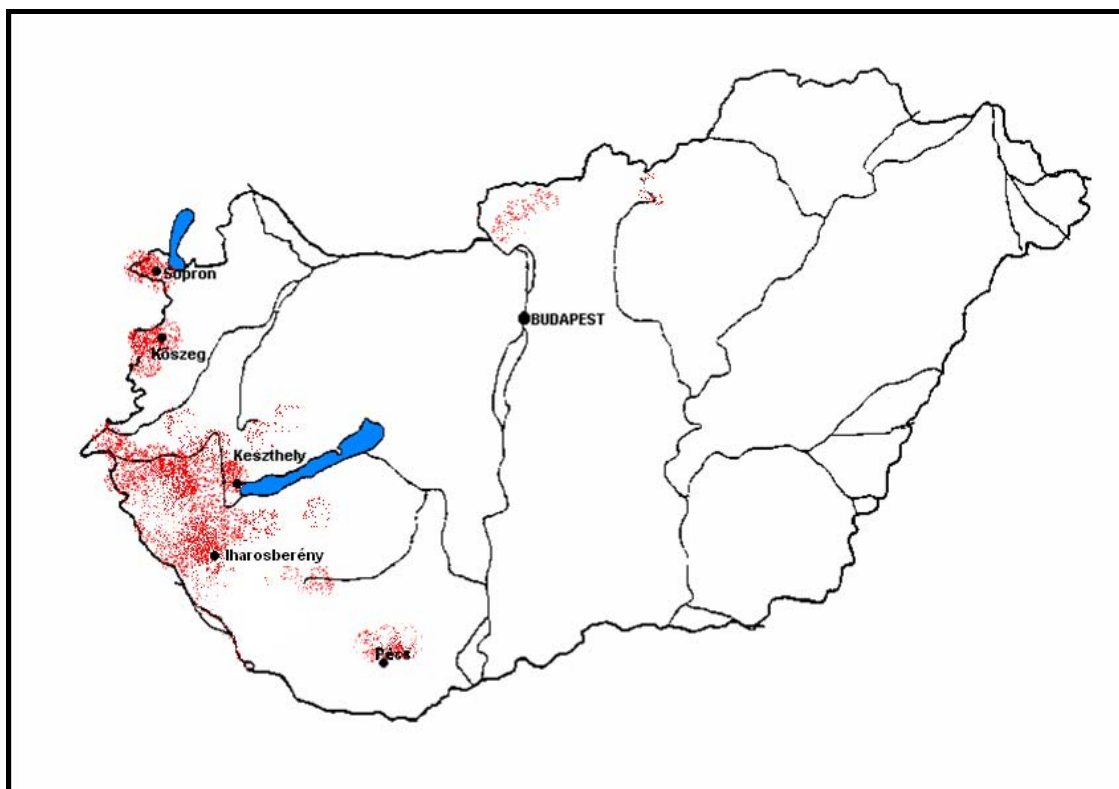 Sopron
BUDAPEST
Kőszeg
Keszthely
Iharosberény
Pécs